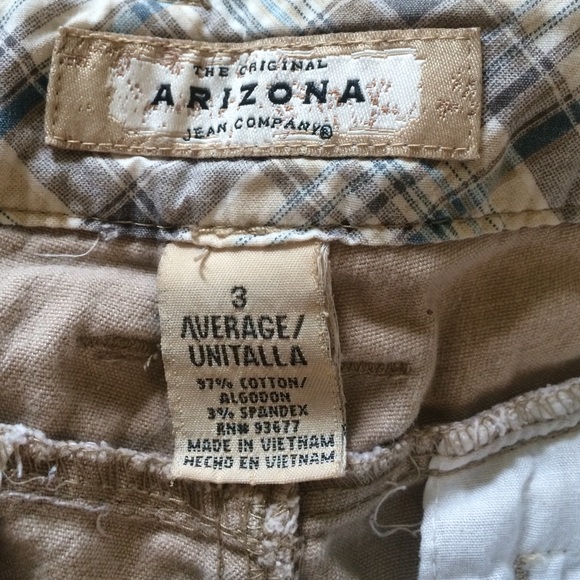 THE ORIGINAL
ARIZONA
JEAN COMPANY®
3
AVERAGE/
UNITALLA
97% COTTON/
ALGODON
3% SPANDEX
RN# 93677
MADE IN VIETNAM
HECHO EN VIETNAM